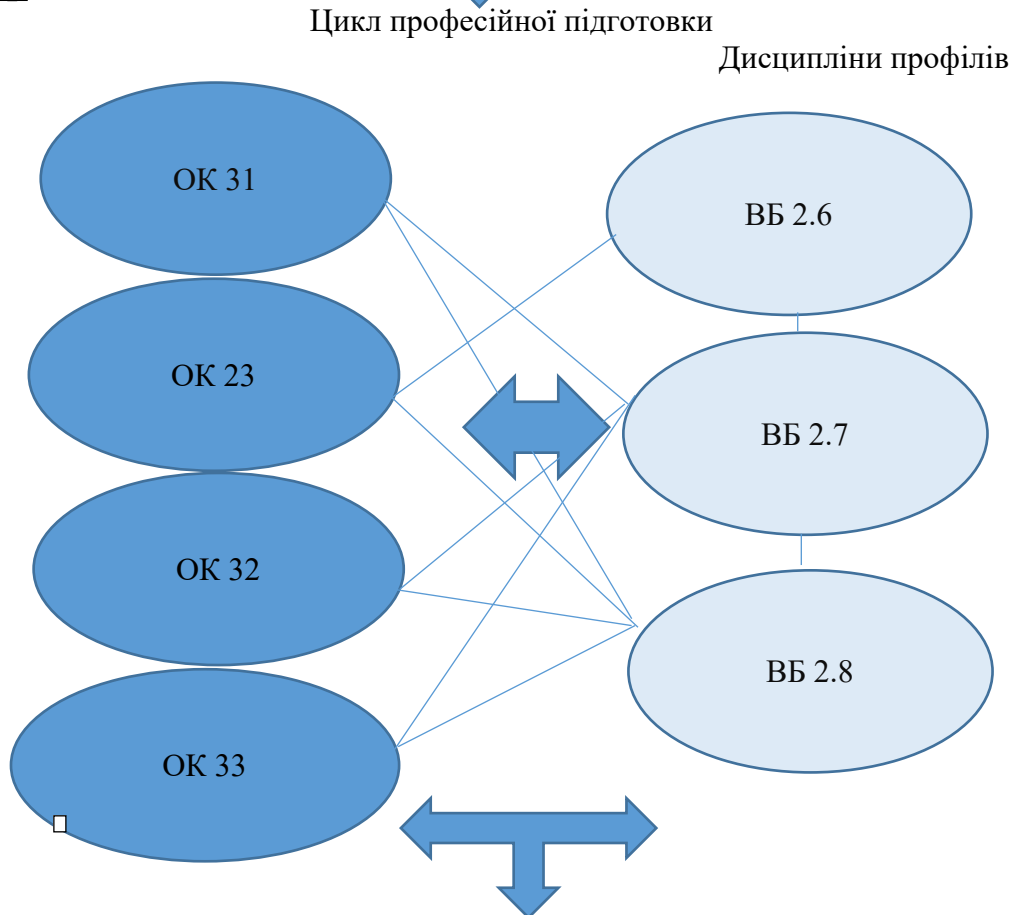 Цикл професійної підготовки
Дисципліни профілів
ОК 31
ВБ 2.6
ОК 23
ВБ 2.7
ОК 32
ВБ 2.8
ОК 33